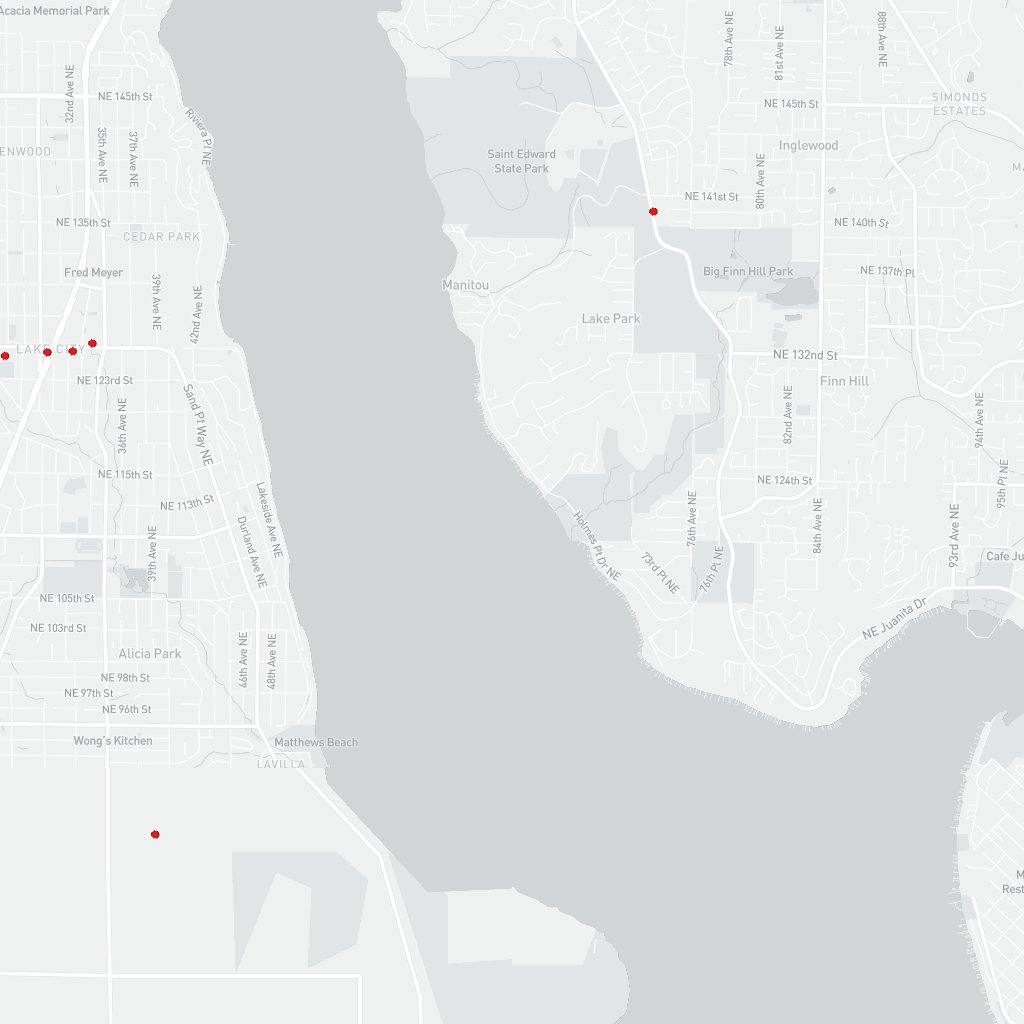 Acacia Memorial Park
88th Ave NE
78th Ave NE
81st Ave NE
32nd Ave NE
NE 145th St
SIMONDS
ESTATES
NE 145th St
Riviera Pl NE
35th Ave NE
37th Ave NE
Inglewood
ENWOOD
Saint Edward
State Park
80th Ave NE
NE 141st St
NE 135th St
NE 140th St
CEDAR PARK
Fred Meyer
Big Finn Hill Park
NE 137th Pl
Manitou
39th Ave NE
42nd Ave NE
Lake Park
LAKE CITY
NE 132nd St
NE 123rd St
Finn Hill
Sand Pt Way NE
36th Ave NE
82nd Ave NE
94th Ave NE
NE 115th St
NE 124th St
95th Pl NE
NE 113th St
Lakeside Ave NE
76th Ave NE
84th Ave NE
93rd Ave NE
Durland Ave NE
39th Ave NE
Holmes Pt Dr NE
73rd Pl NE
76th Pl NE
Cafe Ju
NE 105th St
NE 103rd St
NE Juanita Dr
46th Ave NE
48th Ave NE
Alicia Park
NE 98th St
NE 97th St
NE 96th St
Wong's Kitchen
Matthews Beach
LAVILLA
M
Rest